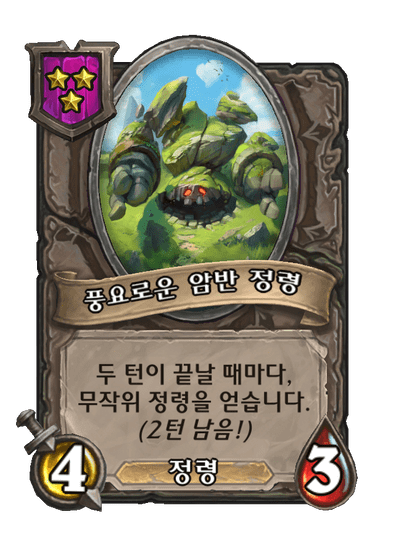 풍요로운 암반 정령
두 턴이 끝날 때마다,
무작위 정령을 얻습니다.
(2턴 남음!)
4
정령
3